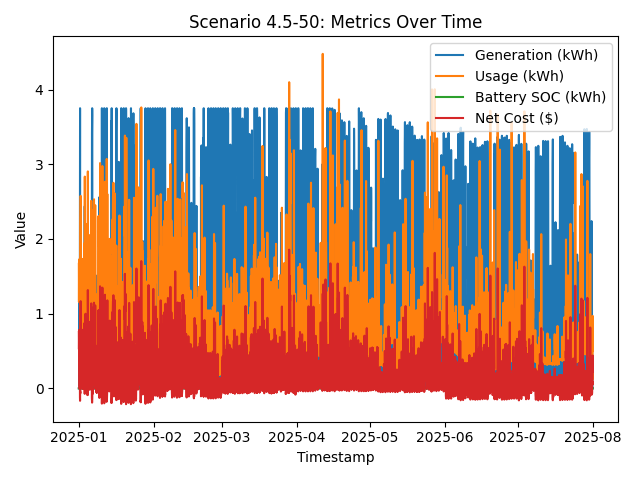 Scenario 4.5-50: Metrics Over Time
Generation (kWh)
Usage (kWh)
Battery SOC (kWh)
Net Cost ($)
Value
4
3
2
1
0
2025-01 2025-02 2025-03 2025-04 2025-05 2025-06 2025-07 2025-08
Timestamp